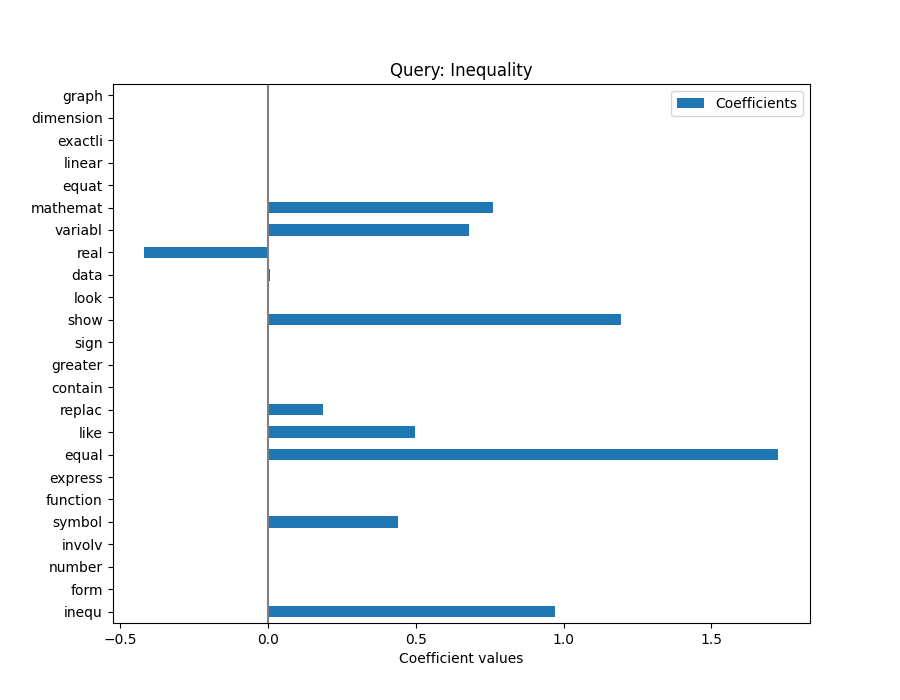 Query: Inequality
Coefficients
graph
dimension
exactli
linear
equat
mathemat
variabl
real
data
look
show
sign
greater
contain
replac
like
equal
express
function
symbol
involv
number
form
inequ
−0.5 0.0 0.5 1.0 1.5
Coefficient values